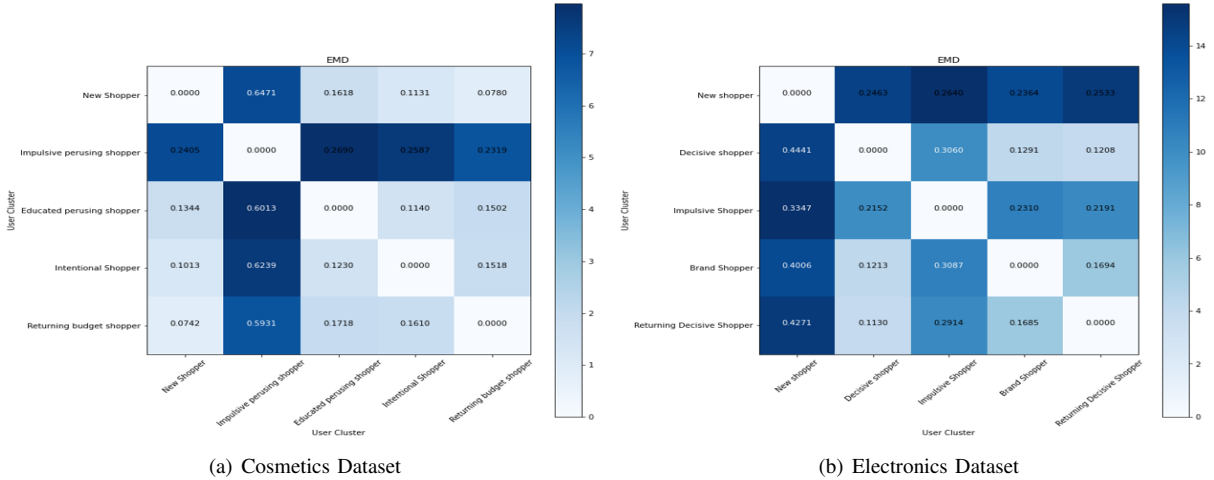 EMD
New Shopper 0.0000 0.6471 0.1618 0.1131 0.0780
Impulsive perusing shopper 0.2405 0.0000 0.2690 0.2587 0.2319
Educated perusing shopper 0.1344 0.6013 0.0000 0.1140 0.1502
Intentional Shopper 0.1013 0.6239 0.1230 0.0000 0.1518
Returning budget shopper 0.0742 0.5931 0.1718 0.1610 0.0000
User Cluster
New Shopper
Impulsive perusing shopper
Educated perusing shopper
Intentional Shopper
Returning budget shopper
User Cluster
7
6
5
4
3
2
1
0
(a) Cosmetics Dataset
EMD
New shopper 0.0000 0.2463 0.2640 0.2364 0.2533
Decisive shopper 0.4441 0.0000 0.3060 0.1291 0.1208
Impulsive Shopper 0.3347 0.2152 0.0000 0.2310 0.2191
Brand Shopper 0.4006 0.1213 0.3087 0.0000 0.1694
Returning Decisive Shopper 0.4271 0.1130 0.2914 0.1685 0.0000
User Cluster
New shopper
Decisive shopper
Impulsive Shopper
Brand Shopper
Returning Decisive Shopper
User Cluster
14
12
10
8
6
4
2
0
(b) Electronics Dataset